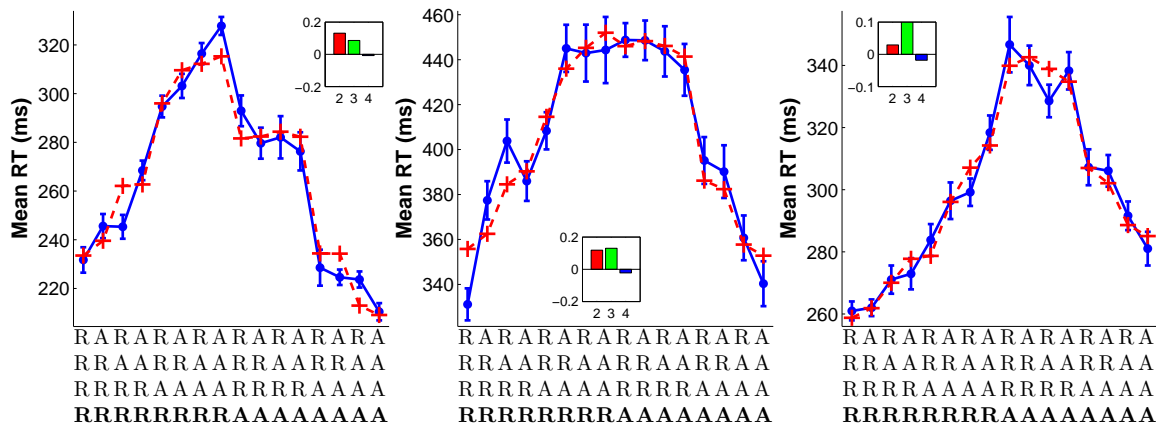 Mean RT (ms)
320
300
280
260
240
220
0.2
0
−0.2
2 3 4
R A R A R A R A R A R A R A R A
R R A A R R A A R R A A R R A A
R R R R A A A A R R R R A A A A
R R R R R R R R A A A A A A A A
Mean RT (ms)
460
440
420
400
380
360
340
0.2
0
−0.2
2 3 4
R A R A R A R A R A R A R A R A
R R A A R R A A R R A A R R A A
R R R R A A A A R R R R A A A A
R R R R R R R R A A A A A A A A
Mean RT (ms)
340
320
300
280
260
0.1
0
−0.1
2 3 4
R A R A R A R A R A R A R A R A
R R A A R R A A R R A A R R A A
R R R R A A A A R R R R A A A A
R R R R R R R R A A A A A A A A